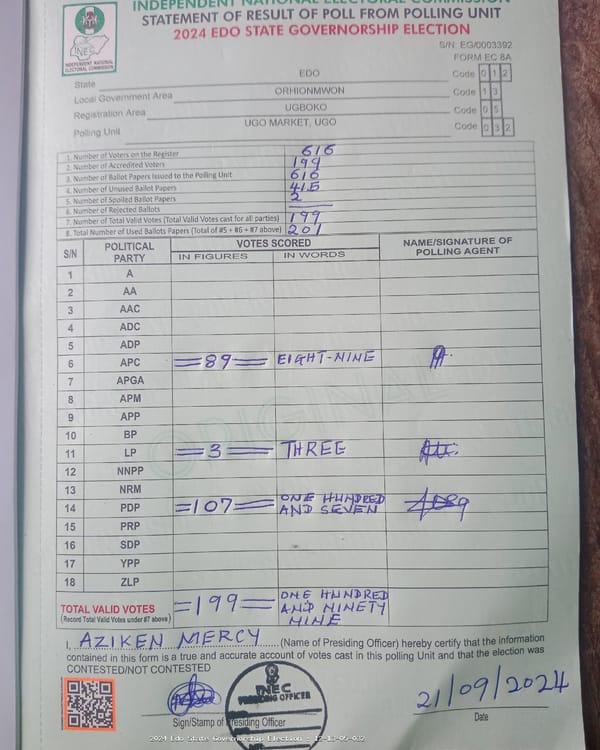 INDEPENDENT NATIONAL ELECTORAL COMMISSION
STATEMENT OF RESULT OF POLL FROM POLLING UNIT
2024 EDO STATE GOVERNORSHIP ELECTION
INEC
INDEPENDENT NATIONAL
ELECTORAL COMMISSION
S/N: EG/0003392
FORM EC 8A
State EDO Code 0 1 2
Local Government Area ORHIONMWON Code 1 3
Registration Area UGBOKO Code 0 5
Polling Unit UGO MARKET, UGO Code 0 3 2
1. Number of Voters on the Register 616
2. Number of Accredited Voters 199
3. Number of Ballot Papers Issued to the Polling Unit 616
4. Number of Unused Ballot Papers 415
5. Number of Spoiled Ballot Papers 2
6. Number of Rejected Ballots
7. Number of Total Valid Votes (Total Valid Votes cast for all parties) 199
8. Total Number of Used Ballots Papers (Total of #5 + #6 + #7 above) 201
S/N POLITICAL PARTY VOTES SCORED NAME/SIGNATURE OF POLLING AGENT
IN FIGURES IN WORDS
1 A
2 AA
3 AAC
4 ADC
5 ADP
6 APC =89= EIGHT-NINE
7 APGA
8 APM
9 APP
10 BP
11 LP =3= THREE
12 NNPP
13 NRM
14 PDP =107= ONE HUNDRED AND SEVEN
15 PRP
16 SDP
17 YPP
18 ZLP
ORIGINAL
TOTAL VALID VOTES =199= ONE HUNDRED AND NINETY NINE
(Record Total Valid Votes under #7 above)
I, AZIKEN MERCY (Name of Presiding Officer) hereby certify that the information
contained in this form is a true and accurate account of votes cast in this polling Unit and that the election was
CONTESTED/NOT CONTESTED
INEC
PRESIDING OFFICER
21/09/2024
Sign/Stamp of Presiding Officer
Date
2024 Edo State Governorship Election